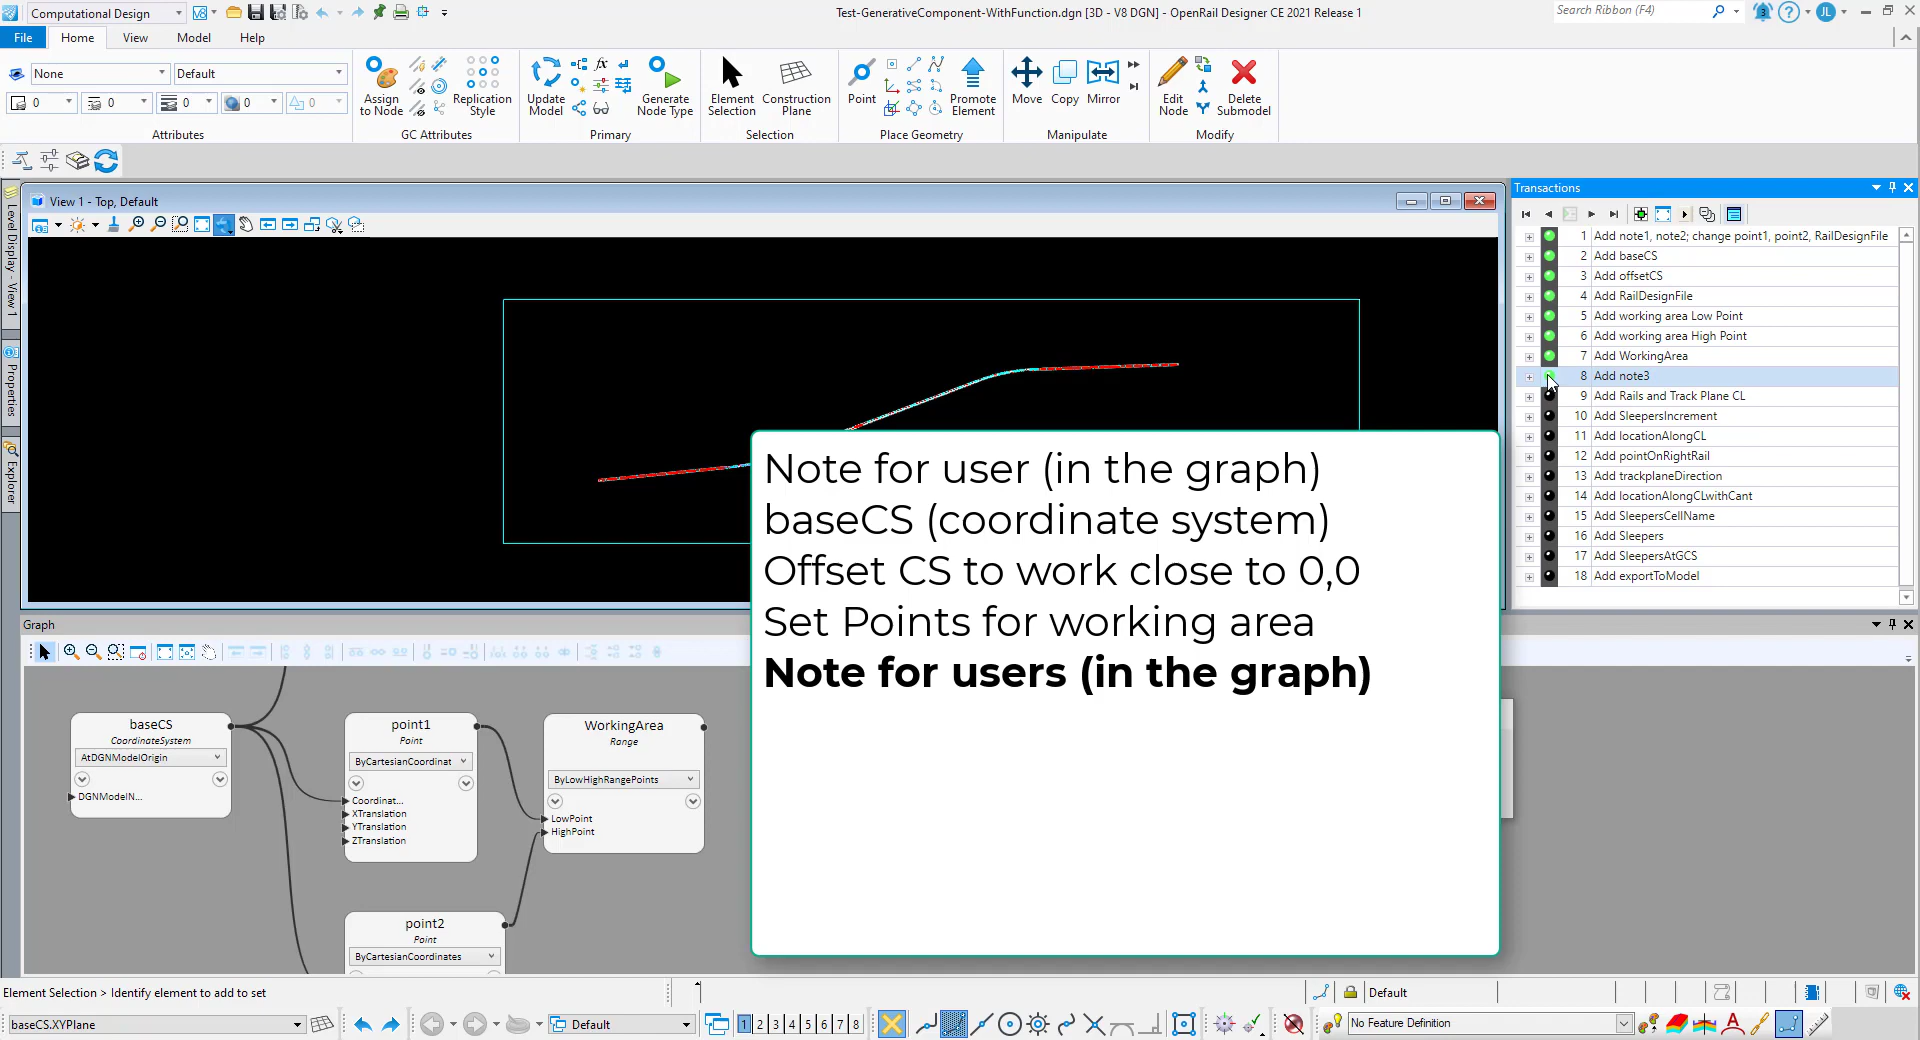 Computational Design
Test-GenerativeComponent-WithFunction.dgn [3D - V8 DGN] - OpenRail Designer CE 2021 Release 1
Search Ribbon (F4)
JL
File
Home
View
Model
Help
None
Default
0
0
0
0
0
Attributes
Assign to Node
Replication Style
GC Attributes
Update Model
fx
Generate Node Type
Primary
Element Selection
Construction Plane
Selection
Point
Promote Element
Place Geometry
Move
Copy
Mirror
Manipulate
Edit Node
Delete Submodel
Modify
Level Display - View 1
Properties
Explorer
View 1 - Top, Default
Transactions
1 Add note1, note2; change point1, point2, RailDesignFile
2 Add baseCS
3 Add offsetCS
4 Add RailDesignFile
5 Add working area Low Point
6 Add working area High Point
7 Add WorkingArea
8 Add note3
9 Add Rails and Track Plane CL
10 Add SleepersIncrement
11 Add locationAlongCL
12 Add pointOnRightRail
13 Add trackplaneDirection
14 Add locationAlongCLwithCant
15 Add SleepersCellName
16 Add Sleepers
17 Add SleepersAtGCS
18 Add exportToModel
Note for user (in the graph)
baseCS (coordinate system)
Offset CS to work close to 0,0
Set Points for working area
Note for users (in the graph)
Graph
baseCS
CoordinateSystem
AtDGNModelOrigin
DGNModelN...
point1
Point
ByCartesianCoordinat
Coordinat...
XTranslation
YTranslation
ZTranslation
WorkingArea
Range
ByLowHighRangePoints
LowPoint
HighPoint
point2
Point
ByCartesianCoordinates
Element Selection > Identify element to add to set
Default
baseCS.XYPlane
Default
1 2 3 4 5 6 7 8
No Feature Definition